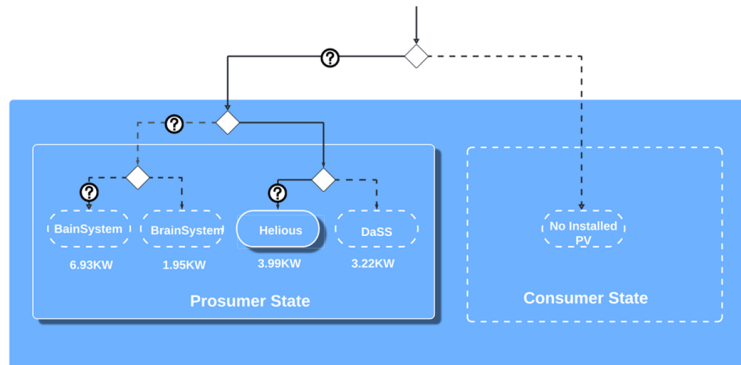 ?
?
?
?
BainSystem
BrainSystem
Helious
DaSS
No Installed
PV
6.93KW
1.95KW
3.99KW
3.22KW
Prosumer State
Consumer State